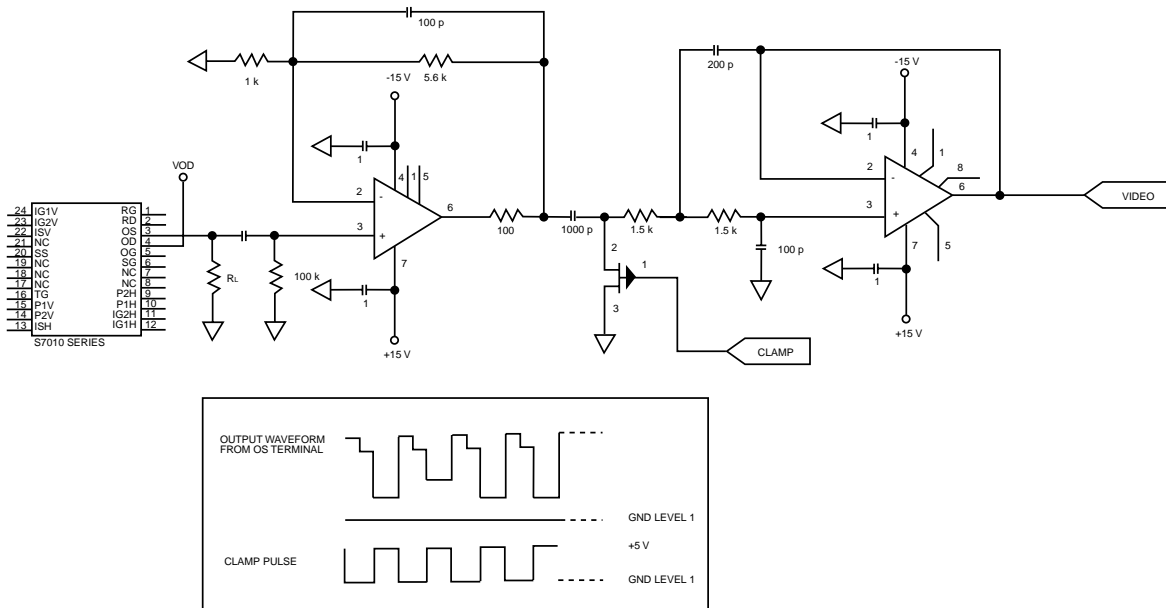 100 p
1 k
5.6 k
-15 V
1
4
1
5
2
-
3
+
6
7
1
+15 V
100
1000 p
VOD
24 IG1V RG 1
23 IG2V RD 2
22 ISV OS 3
21 NC OD 4
20 SS OG 5
19 NC SG 6
18 NC NC 7
17 NC NC 8
16 TG P2H 9
15 P1V P1H 10
14 P2V IG2H 11
13 ISH IG1H 12
S7010 SERIES
RL
100 k
200 p
1.5 k
1.5 k
100 p
2
1
3
CLAMP
-15 V
1
4
1
8
2
-
3
+
6
7
5
1
+15 V
VIDEO
OUTPUT WAVEFORM
FROM OS TERMINAL
GND LEVEL 1
+5 V
CLAMP PULSE
GND LEVEL 1